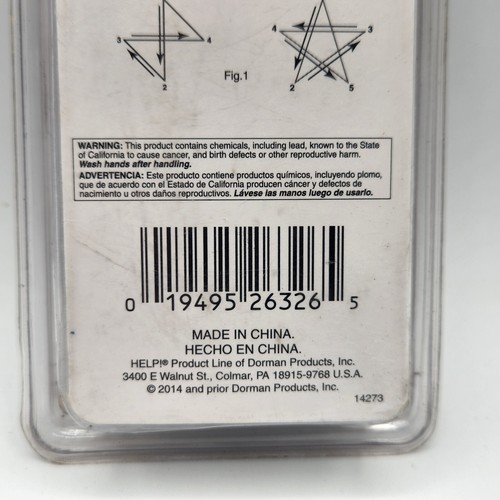 3 4 4 3
2 2 5
Fig.1
WARNING: This product contains chemicals, including lead, known to the State
of California to cause cancer, and birth defects or other reproductive harm.
Wash hands after handling.
ADVERTENCIA: Este producto contiene productos químicos, incluyendo plomo,
que de acuerdo con el Estado de California producen cáncer y defectos de
nacimiento u otros daños reproductivos. Lávese las manos luego de usarlo.
0 19495 26326 5
MADE IN CHINA.
HECHO EN CHINA.
HELP!® Product Line of Dorman Products, Inc.
3400 E Walnut St., Colmar, PA 18915-9768 U.S.A.
© 2014 and prior Dorman Products, Inc.
14273